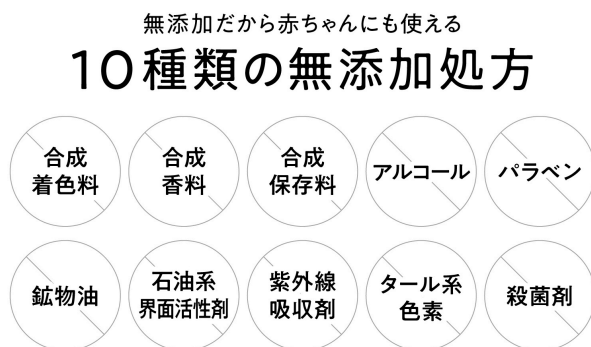 無添加だから赤ちゃんにも使える
10種類の無添加処方
合成
着色料
合成
香料
合成
保存料
アルコール
パラベン
鉱物油
石油系
界面活性剤
紫外線
吸収剤
タール系
色素
殺菌剤